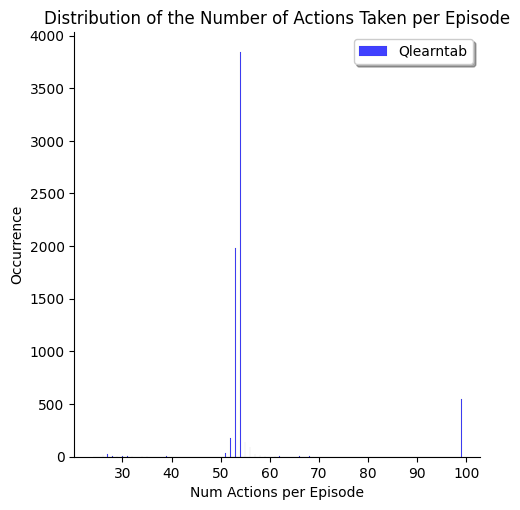 Distribution of the Number of Actions Taken per Episode
Qlearntab
Occurrence
4000
3500
3000
2500
2000
1500
1000
500
0
30 40 50 60 70 80 90 100
Num Actions per Episode